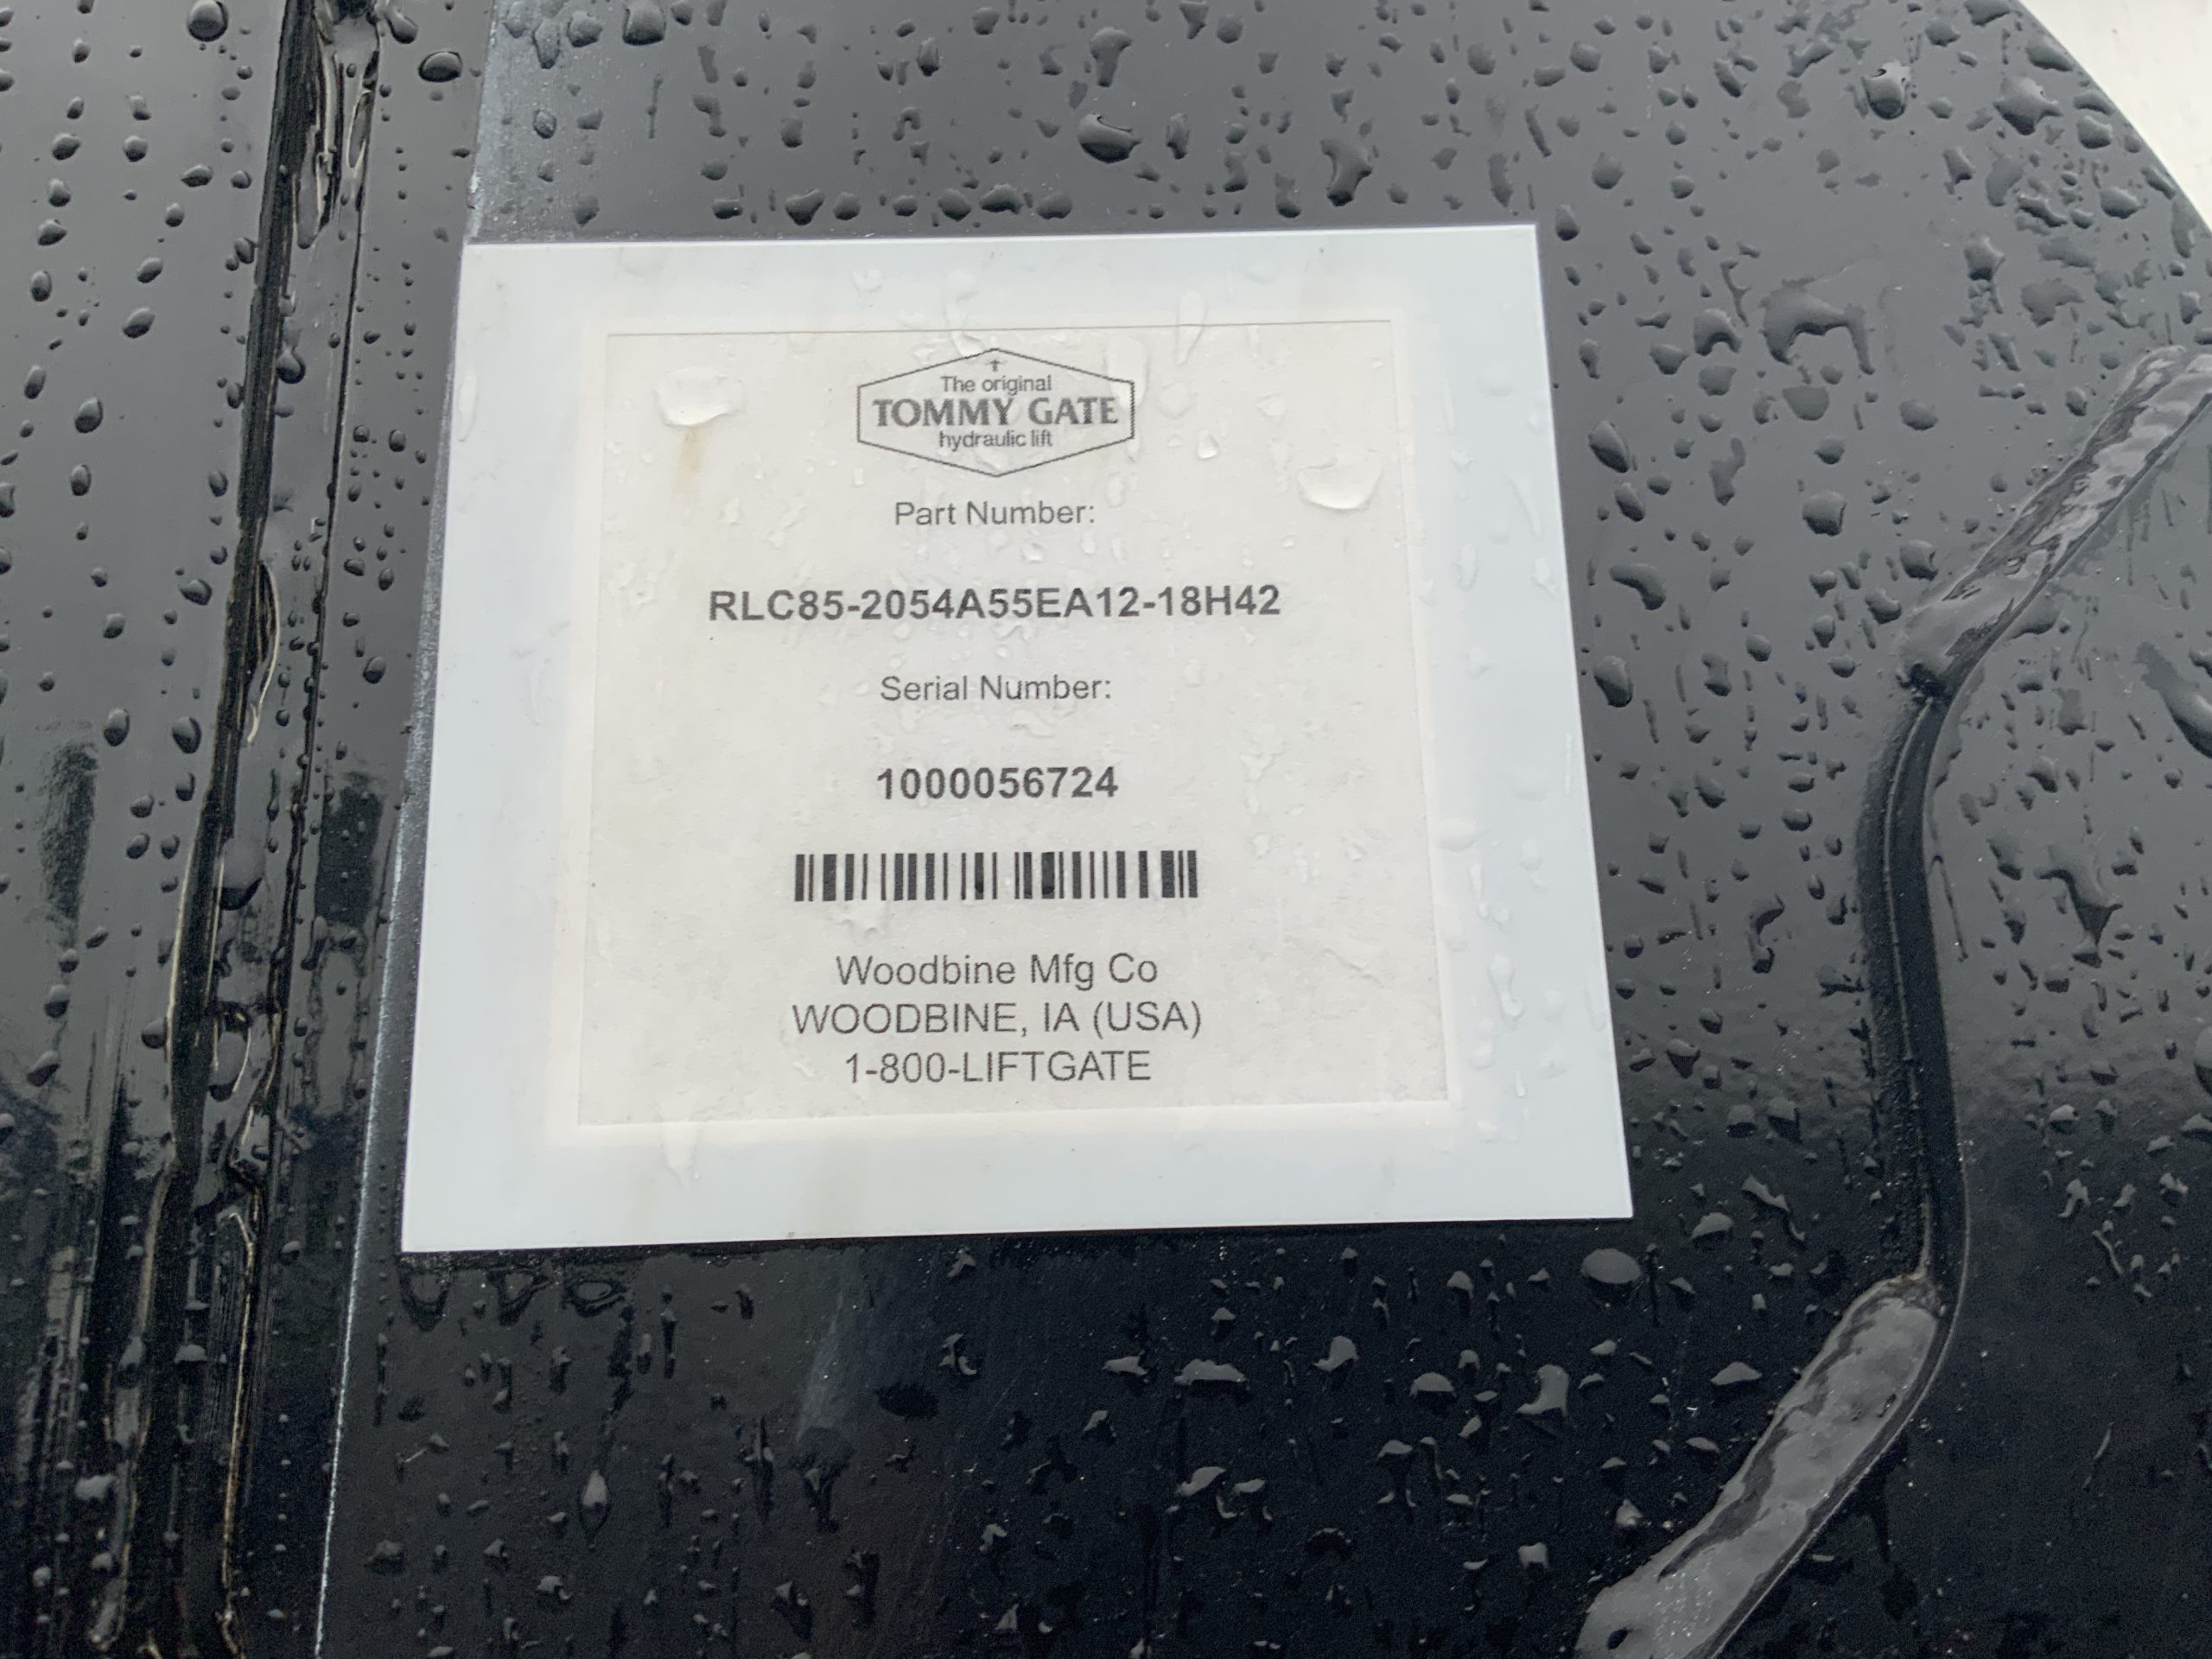 The original
TOMMY GATE
hydraulic lift
Part Number:
RLC85-2054A55EA12-18H42
Serial Number:
1000056724
Woodbine Mfg Co
WOODBINE, IA (USA)
1-800-LIFTGATE